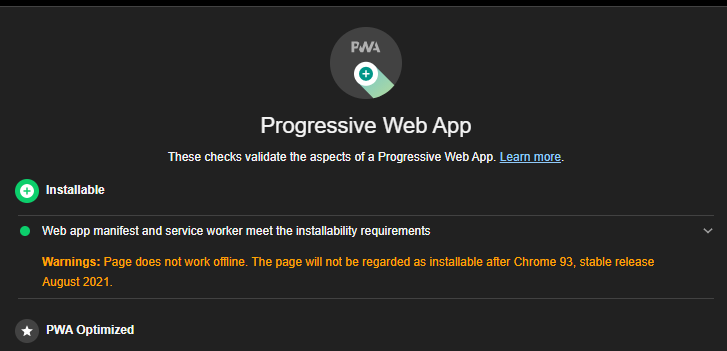 PWA
Progressive Web App
These checks validate the aspects of a Progressive Web App. Learn more.
Installable
Web app manifest and service worker meet the installability requirements
Warnings: Page does not work offline. The page will not be regarded as installable after Chrome 93, stable release
August 2021.
PWA Optimized